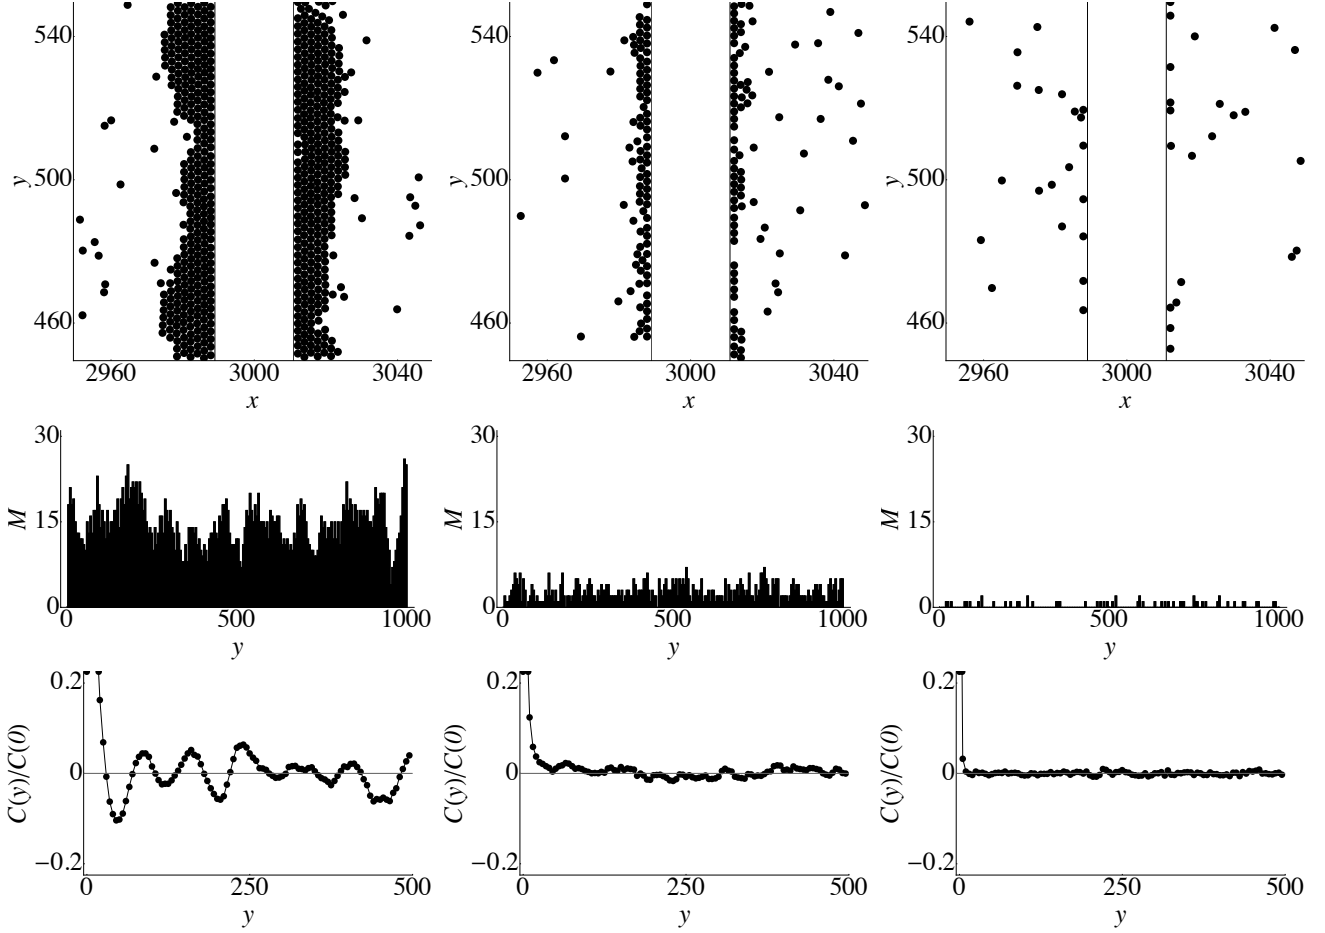 540 540 540
y 500 y 500 y 500
460 460 460
2960 3000 3040 2960 3000 3040 2960 3000 3040
x x x
30 30 30
M 15 M 15 M 15
0 0 0
0 500 1000 0 500 1000 0 500 1000
y y y
0.2 0.2 0.2
C(y)/C(0) 0 C(y)/C(0) 0 C(y)/C(0) 0
−0.2 −0.2 −0.2
0 250 500 0 250 500 0 250 500
y y y